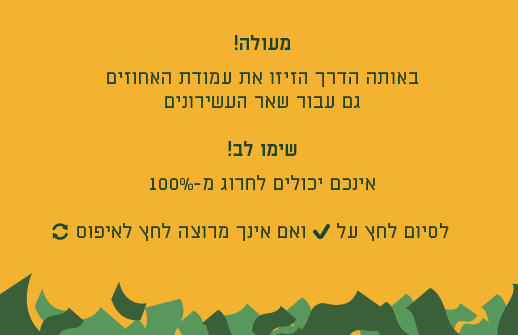 מעולה!
באותה הדרך הזיזו את עמודת האחוזים
גם עבור שאר העשירונים
שימו לב!
אינכם יכולים לחרוג מ-100%
לסיום לחץ על ואם אינך מרוצה לחץ לאיפוס